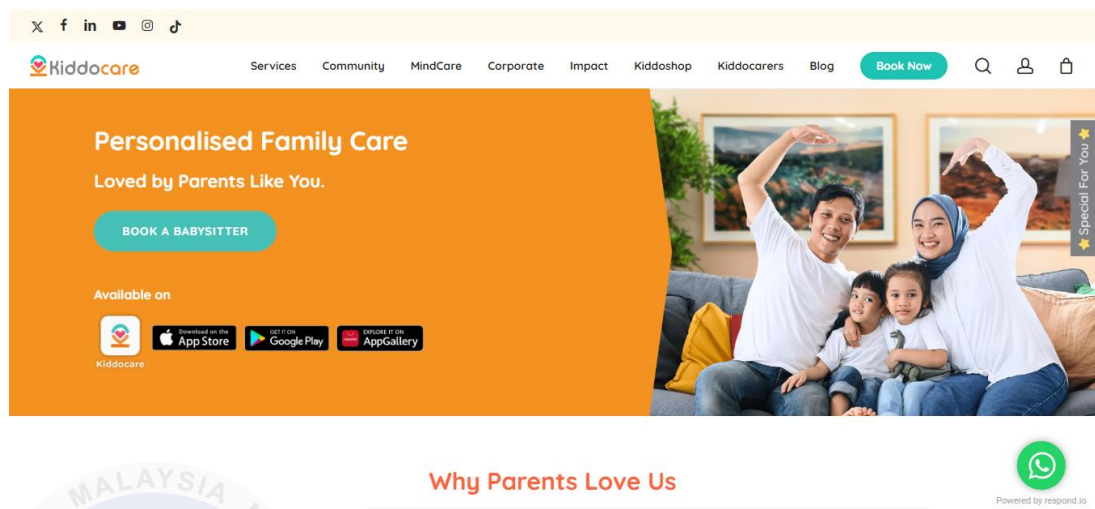 Kiddocare
Services Community MindCare Corporate Impact Kiddoshop Kiddocarers Blog Book Now
Personalised Family Care
Loved by Parents Like You.
BOOK A BABYSITTER
Special For You
Available on
Download on the
App Store
GET IT ON
Google Play
EXPLORE IT ON
AppGallery
Kiddocare
Why Parents Love Us
MALAYSIA
Powered by respond.io